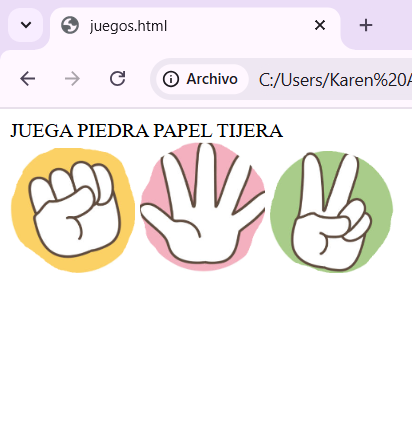 juegos.html
Archivo
C:/Users/Karen%20A
JUEGA PIEDRA PAPEL TIJERA